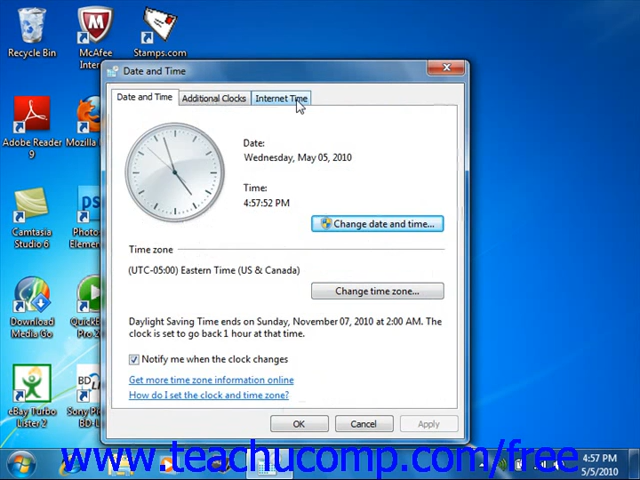 Recycle Bin
McAfee
Stamps.com
Date and Time
Date and Time
Additional Clocks
Internet Time
Adobe Reader
9
Date:
Wednesday, May 05, 2010
Time:
4:57:52 PM
Change date and time...
Camtasia
Studio 6
Time zone
(UTC-05:00) Eastern Time (US & Canada)
Change time zone...
Download
Media Go
Daylight Saving Time ends on Sunday, November 07, 2010 at 2:00 AM. The
clock is set to go back 1 hour at that time.
Notify me when the clock changes
Get more time zone information online
How do I set the clock and time zone?
eBay Turbo
Lister 2
OK
Cancel
Apply
www.teachucomp.com/free
4:57 PM
5/5/2010